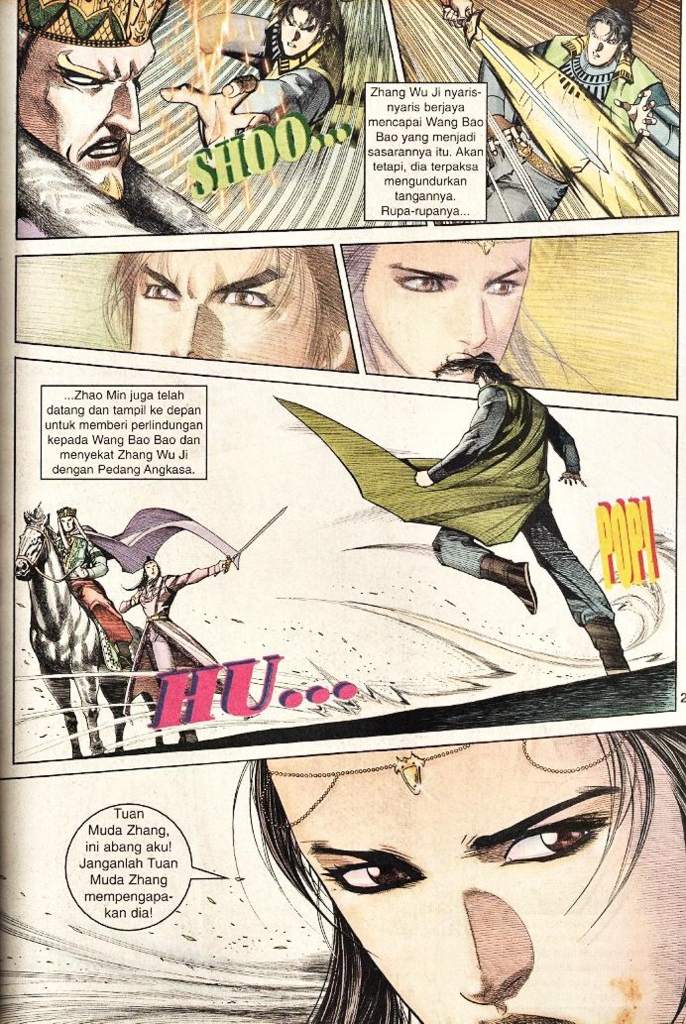 SHOO...
Zhang Wu Ji nyaris-
nyaris berjaya
mencapai Wang Bao
Bao yang menjadi
sasarannya itu. Akan
tetapi, dia terpaksa
mengundurkan
tangannya.
Rupa-rupanya...
...Zhao Min juga telah
datang dan tampil ke depan
untuk memberi perlindungan
kepada Wang Bao Bao dan
menyekat Zhang Wu Ji
dengan Pedang Angkasa.
POP!
HU...
2
Tuan
Muda Zhang,
ini abang aku!
Janganlah Tuan
Muda Zhang
mempengapa-
kan dia!